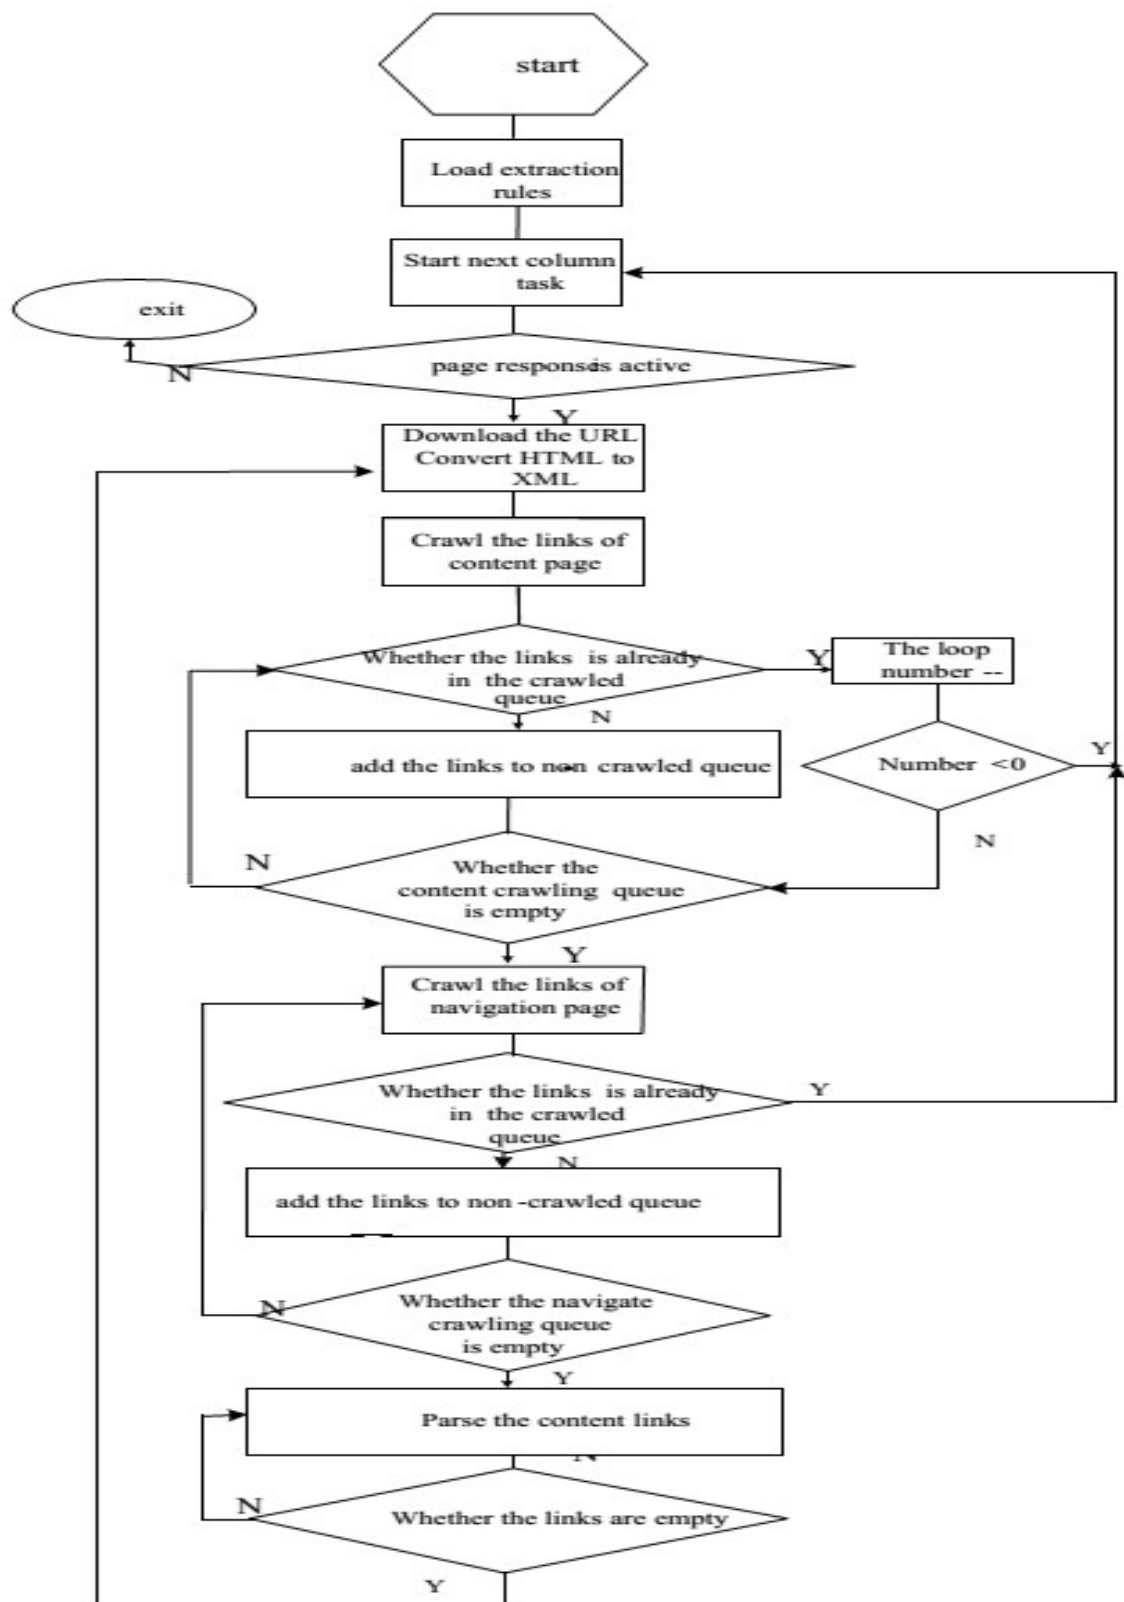 start
Load extraction
rules
Start next column
task
exit
page response is active
N
Y
Download the URL
Convert HTML to
XML
Crawl the links of
content page
Whether the links is already
in the crawled
queue
Y
The loop
number --
N
add the links to non crawled queue
Number <0
Y
N
Whether the
content crawling queue
is empty
N
Y
Crawl the links of
navigation page
Whether the links is already
in the crawled
queue
Y
N
add the links to non -crawled queue
Whether the navigate
crawling queue
is empty
N
Y
Parse the content links
N
Whether the links are empty
N
Y